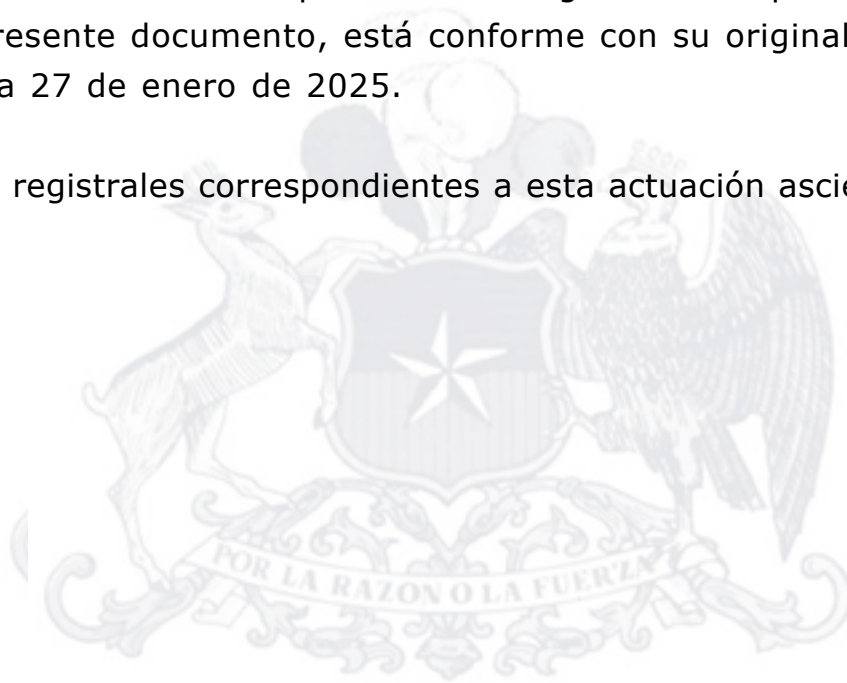 resente documento, está conforme con su original
a 27 de enero de 2025.
registrales correspondientes a esta actuación ascie
POR LA RAZON O LA FUERZA